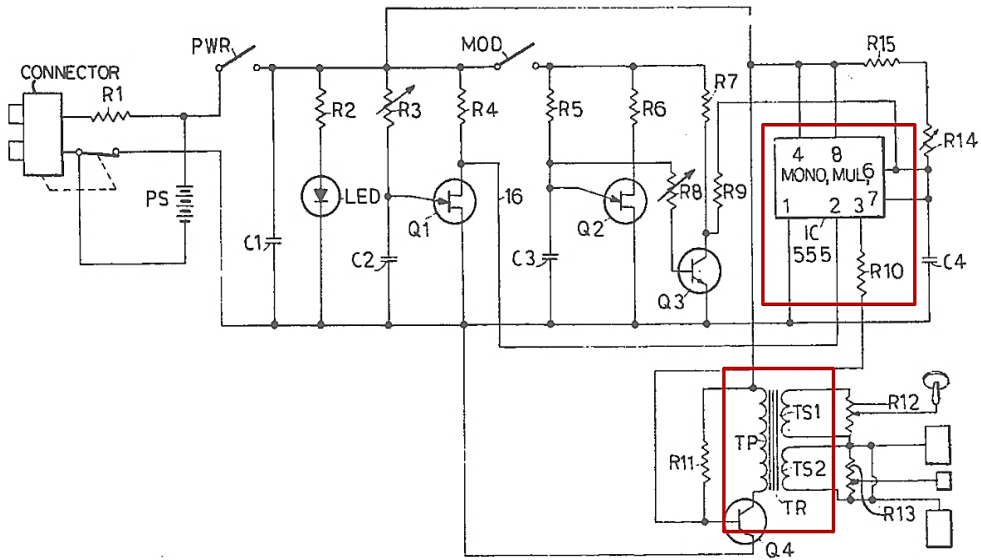 PWR
MOD
R15
CONNECTOR
R1
R2
R3
R4
R5
R6
R7
R14
4
8
6
MONO, MUL,
7
1
2
3
IC
555
PS
LED
Q1
16
Q2
R8
R9
C1
C2
C3
Q3
R10
C4
R11
TP
TS1
TS2
TR
R12
R13
Q4